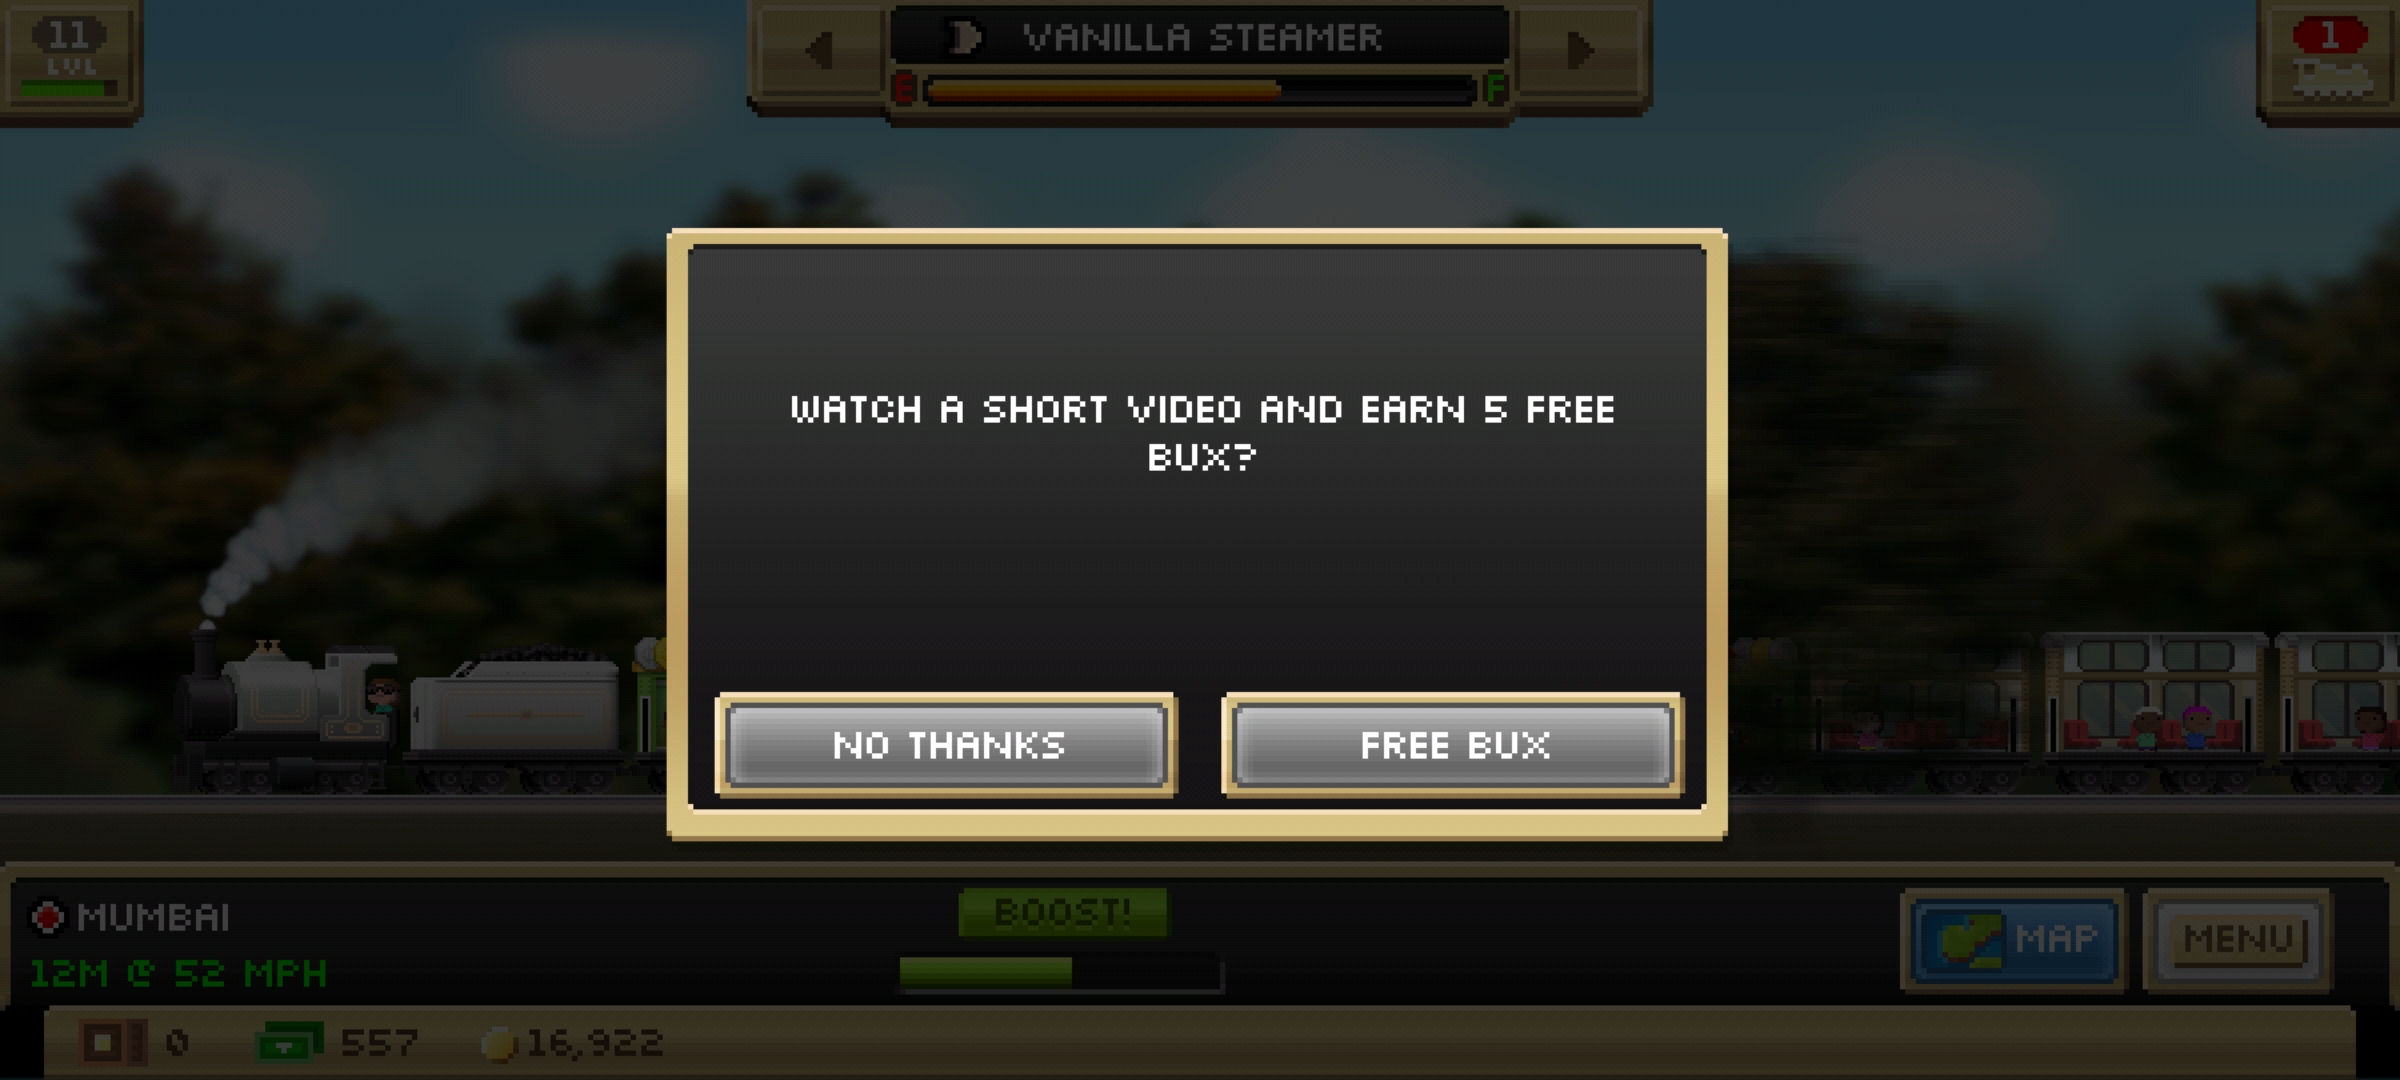 11
LVL
VANILLA STEAMER
E F
1
WATCH A SHORT VIDEO AND EARN 5 FREE
BUX?
NO THANKS
FREE BUX
MUMBAI
12M @ 52 MPH
BOOST!
MAP
MENU
0
557
16,922